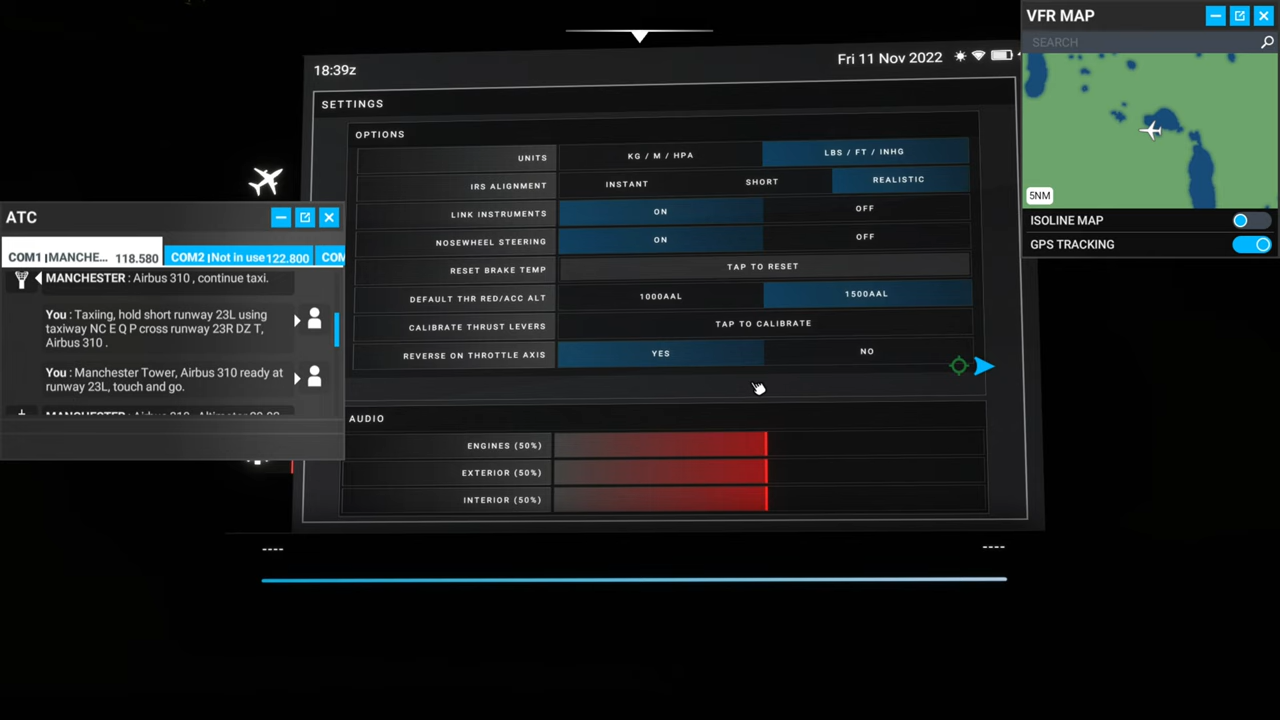 18:39z
Fri 11 Nov 2022
SETTINGS
OPTIONS
UNITS
KG / M / HPA
LBS / FT / INHG
IRS ALIGNMENT
INSTANT
SHORT
REALISTIC
LINK INSTRUMENTS
ON
OFF
NOSEWHEEL STEERING
ON
OFF
RESET BRAKE TEMP
TAP TO RESET
DEFAULT THR RED/ACC ALT
1000AAL
1500AAL
CALIBRATE THRUST LEVERS
TAP TO CALIBRATE
REVERSE ON THROTTLE AXIS
YES
NO
AUDIO
ENGINES (50%)
EXTERIOR (50%)
INTERIOR (50%)
----
----
ATC
COM1 |MANCHE... 118.580
COM2 |Not in use 122.800
COM
MANCHESTER : Airbus 310 , continue taxi.
You : Taxiing, hold short runway 23L using
taxiway NC E Q P cross runway 23R DZ T,
Airbus 310 .
You : Manchester Tower, Airbus 310 ready at
runway 23L, touch and go.
VFR MAP
SEARCH
5NM
ISOLINE MAP
GPS TRACKING